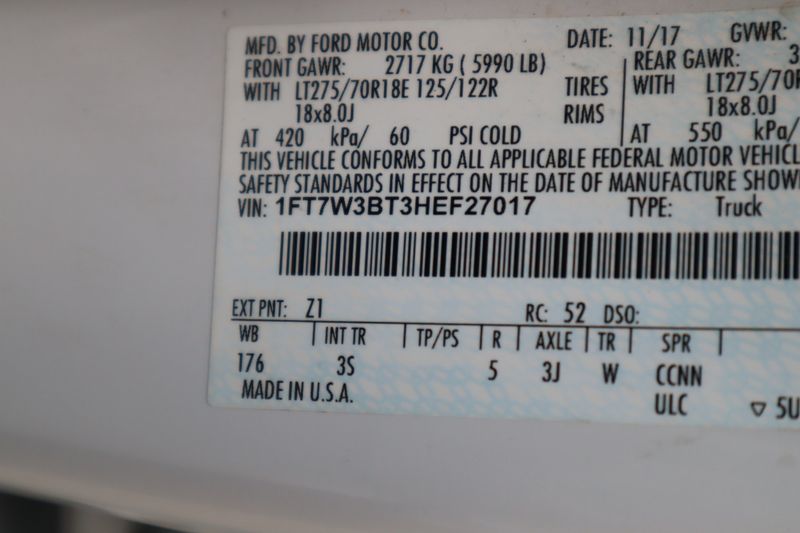 MFD. BY FORD MOTOR CO. DATE: 11/17 GVWR:
FRONT GAWR: 2717 KG ( 5990 LB) REAR GAWR: 3
WITH LT275/70R18E 125/122R TIRES WITH LT275/70R
18x8.0J RIMS 18x8.0J
AT 420 kPa/ 60 PSI COLD AT 550 kPa/
THIS VEHICLE CONFORMS TO ALL APPLICABLE FEDERAL MOTOR VEHICL
SAFETY STANDARDS IN EFFECT ON THE DATE OF MANUFACTURE SHOW
VIN: 1FT7W3BT3HEF27017 TYPE: Truck
EXT PNT: Z1 RC: 52 DSO:
WB INT TR TP/PS R AXLE TR SPR
176 3S 5 3J W CCNN
MADE IN U.S.A. ULC ▽ 5U